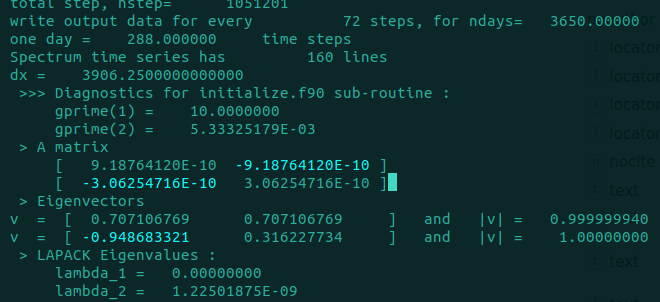 total step, nstep=     1051201
write output data for every          72 steps, for ndays=   3650.00000
one day =    288.000000     time steps
Spectrum time series has         160 lines
dx =    3906.2500000000000
>>> Diagnostics for initialize.f90 sub-routine :
gprime(1) =    10.0000000
gprime(2) =    5.33325179E-03
> A matrix
[   9.18764120E-10  -9.18764120E-10 ]
[  -3.06254716E-10   3.06254716E-10 ]
> Eigenvectors
v  =  [  0.707106769      0.707106769     ]   and   |v| =   0.999999940
v  =  [ -0.948683321      0.316227734     ]   and   |v| =   1.00000000
> LAPACK Eigenvalues :
lambda_1 =   0.00000000
lambda_2 =   1.22501875E-09
locator
locator
locator
locator
nocite
text
text
text